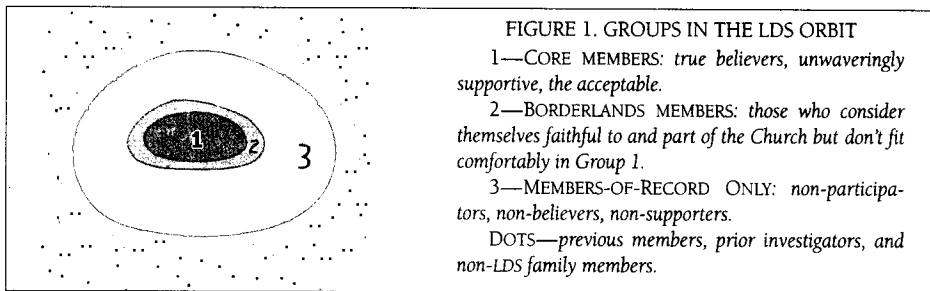 FIGURE 1. GROUPS IN THE LDS ORBIT
1—CORE MEMBERS: true believers, unwaveringly
supportive, the acceptable.
2—BORDERLANDS MEMBERS: those who consider
themselves faithful to and part of the Church but don't fit
comfortably in Group 1.
3—MEMBERS-OF-RECORD ONLY: non-participa-
tors, non-believers, non-supporters.
DOTS—previous members, prior investigators, and
non-LDS family members.
1
2
3